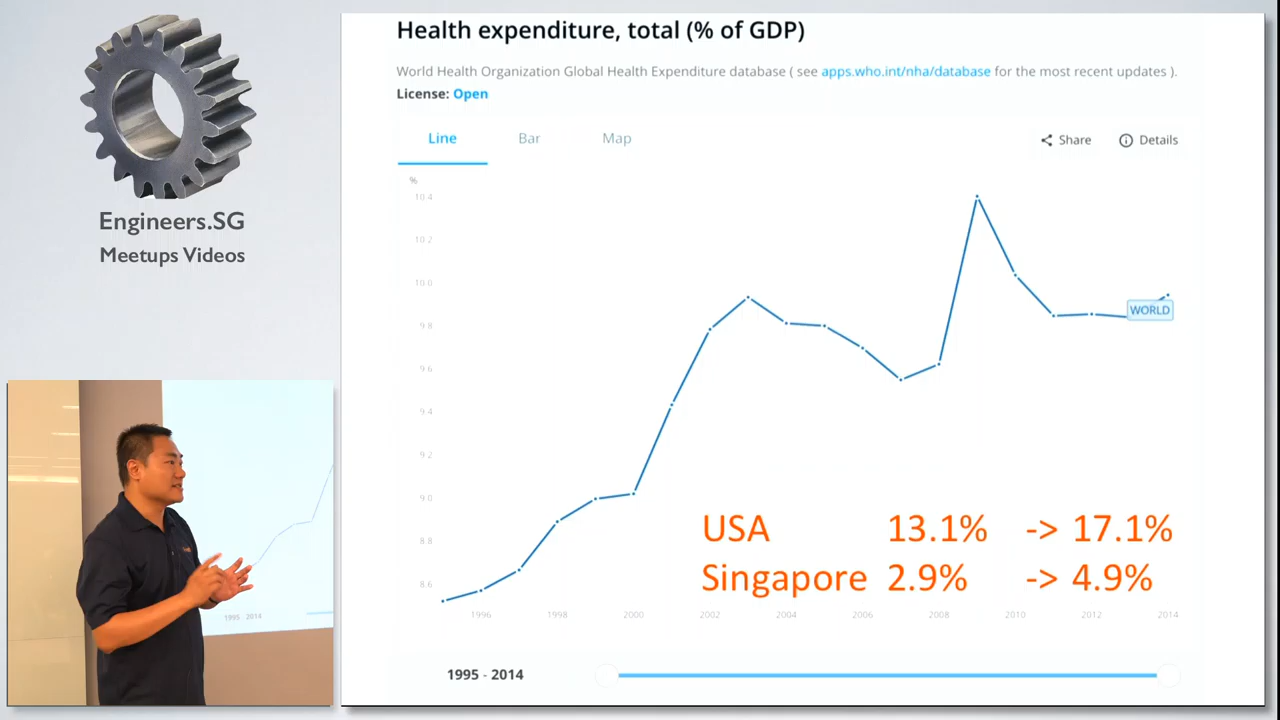 Engineers.SG
Meetups Videos
Health expenditure, total (% of GDP)
World Health Organization Global Health Expenditure database ( see apps.who.int/nha/database for the most recent updates ).
License: Open
Line Bar Map Share Details
%
10.4
10.2
10.0
9.8
9.6
9.4
9.2
9.0
8.8
8.6
WORLD
USA 13.1% -> 17.1%
Singapore 2.9% -> 4.9%
1996 1998 2000 2002 2004 2006 2008 2010 2012 2014
1995 - 2014
1995 - 2014